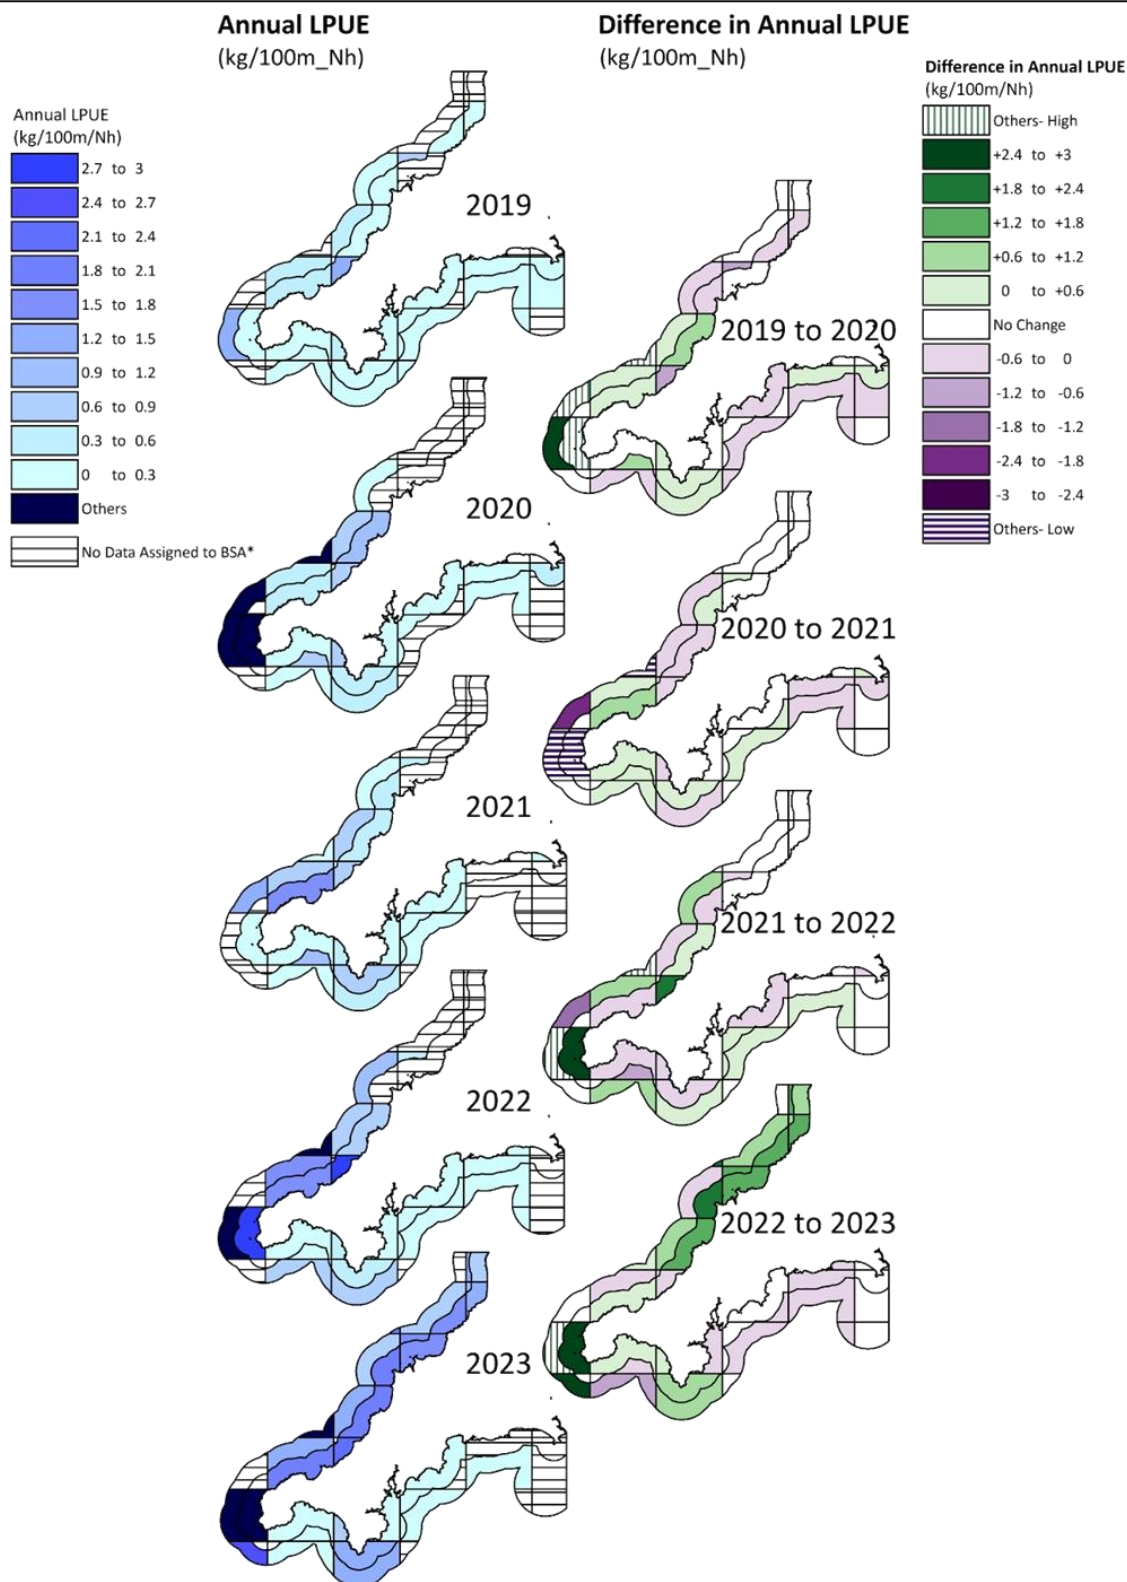 Annual LPUE
(kg/100m_Nh)
Difference in Annual LPUE
(kg/100m_Nh)
Annual LPUE
(kg/100m/Nh)
2.7 to 3
2.4 to 2.7
2.1 to 2.4
1.8 to 2.1
1.5 to 1.8
1.2 to 1.5
0.9 to 1.2
0.6 to 0.9
0.3 to 0.6
0 to 0.3
Others
No Data Assigned to BSA*
2019
2020
2021
2022
2023
2019 to 2020
2020 to 2021
2021 to 2022
2022 to 2023
Difference in Annual LPUE
(kg/100m/Nh)
Others- High
+2.4 to +3
+1.8 to +2.4
+1.2 to +1.8
+0.6 to +1.2
0 to +0.6
No Change
-0.6 to 0
-1.2 to -0.6
-1.8 to -1.2
-2.4 to -1.8
-3 to -2.4
Others- Low